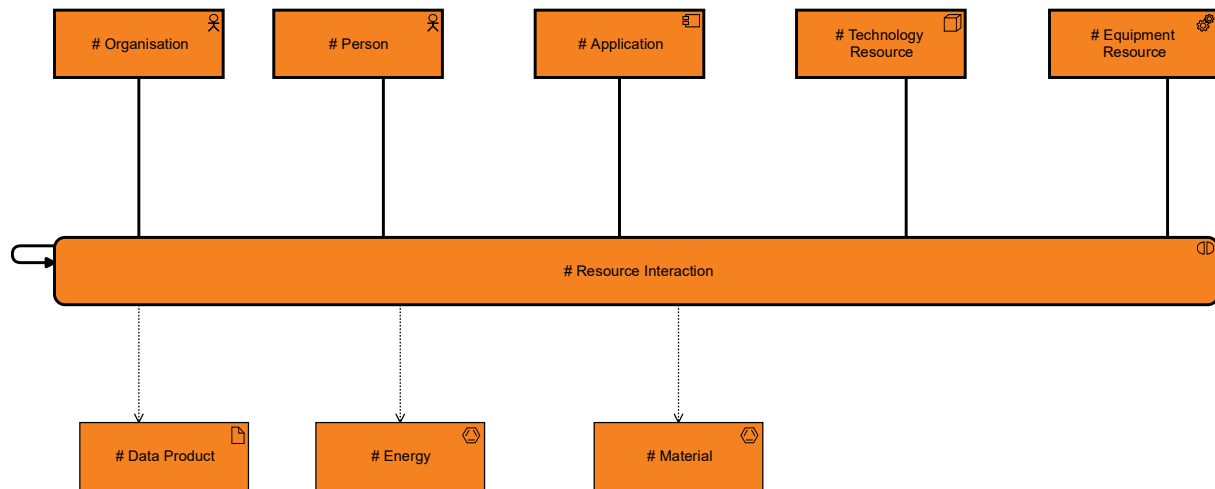 # Organisation
# Person
# Application
# Technology
Resource
# Equipment
Resource
# Resource Interaction
# Data Product
# Energy
# Material